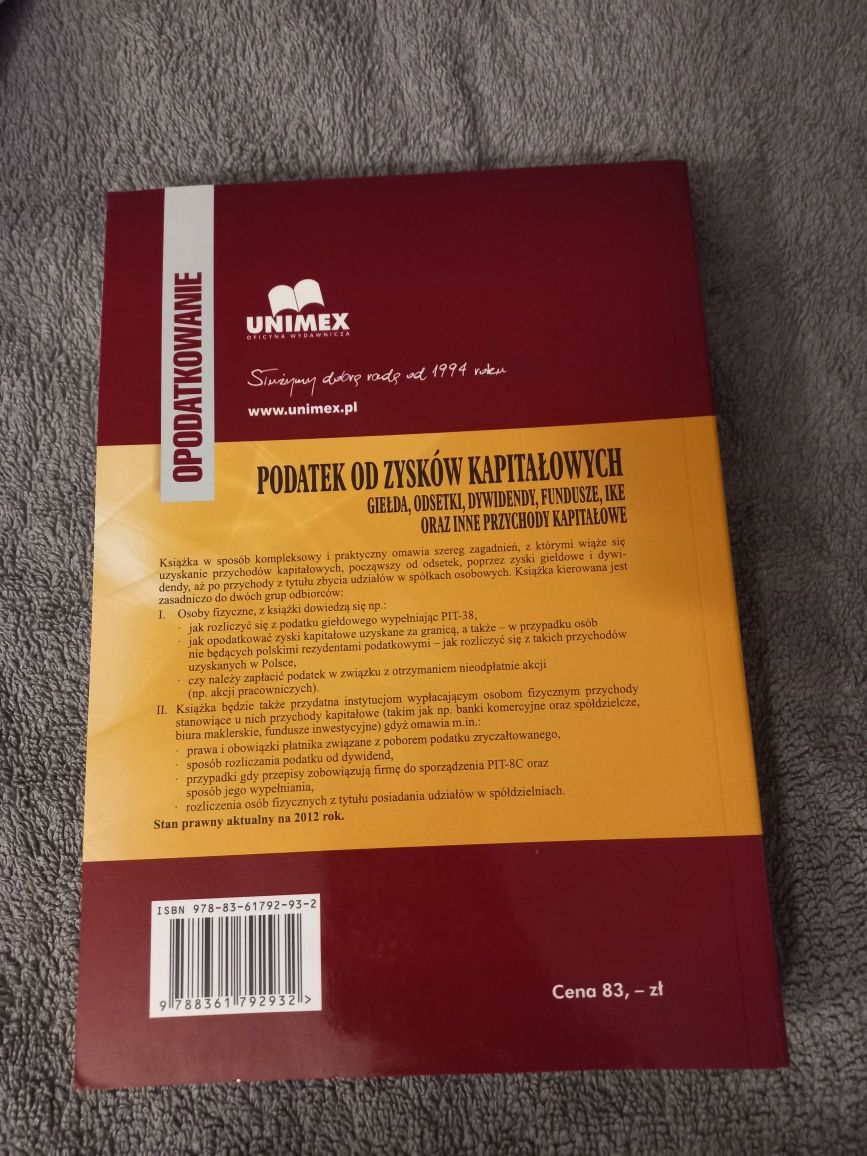 OPODATKOWANIE
UNIMEX
OFICYNA WYDAWNICZA
Służymy dobrą radą od 1994 roku
www.unimex.pl
PODATEK OD ZYSKÓW KAPITAŁOWYCH
GIEŁDA, ODSETKI, DYWIDENDY, FUNDUSZE, IKE
ORAZ INNE PRZYCHODY KAPITAŁOWE
Książka w sposób kompleksowy i praktyczny omawia szereg zagadnień, z którymi wiąże się
uzyskanie przychodów kapitałowych, począwszy od odsetek, poprzez zyski giełdowe i dywi-
dendy, aż po przychody z tytułu zbycia udziałów w spółkach osobowych. Książka kierowana jest
zasadniczo do dwóch grup odbiorców:
I. Osoby fizyczne, z książki dowiedzą się np.:
· jak rozliczyć się z podatku giełdowego wypełniając PIT-38,
· jak opodatkować zyski kapitałowe uzyskane za granicą, a także – w przypadku osób
nie będących polskimi rezydentami podatkowymi – jak rozliczyć się z takich przychodów
uzyskanych w Polsce,
· czy należy zapłacić podatek w związku z otrzymaniem nieodpłatnie akcji
(np. akcji pracowniczych).
II. Książka będzie także przydatna instytucjom wypłacającym osobom fizycznym przychody
stanowiące u nich przychody kapitałowe (takim jak np. banki komercyjne oraz spółdzielcze,
biura maklerskie, fundusze inwestycyjne) gdyż omawia m.in.:
· prawa i obowiązki płatnika związane z poborem podatku zryczałtowanego,
· sposób rozliczania podatku od dywidend,
· przypadki gdy przepisy zobowiązują firmę do sporządzenia PIT-8C oraz
sposób jego wypełniania,
· rozliczenia osób fizycznych z tytułu posiadania udziałów w spółdzielniach.
Stan prawny aktualny na 2012 rok.
ISBN 978-83-61792-93-2
9 788361 792932 >
Cena 83,– zł